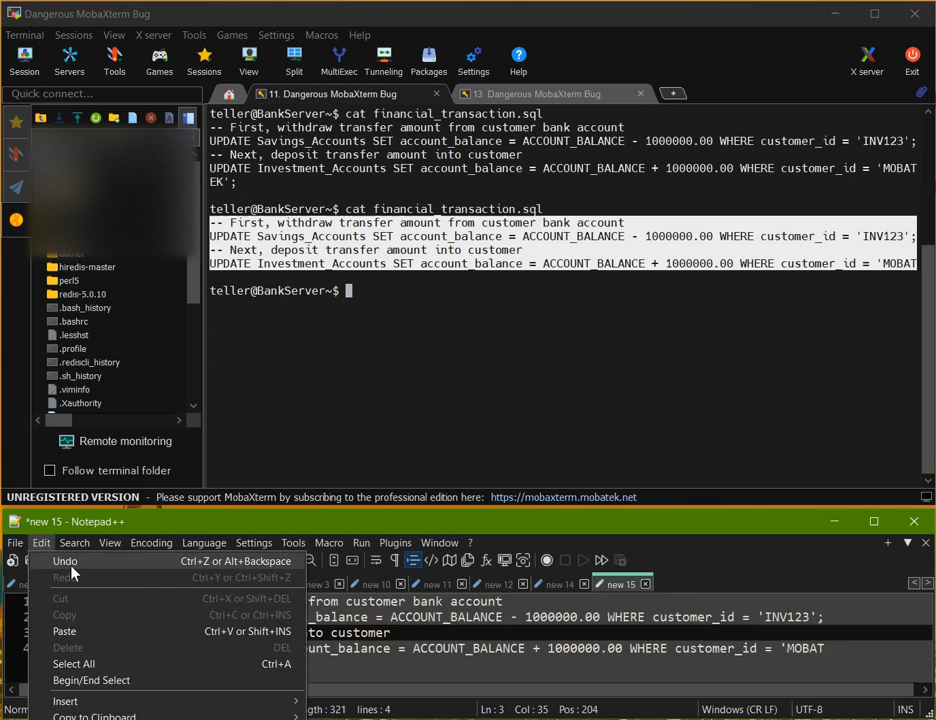 Dangerous MobaXterm Bug
Terminal Sessions View X server Tools Games Settings Macros Help
Session Servers Tools Games Sessions View Split MultiExec Tunneling Packages Settings Help X server Exit
Quick connect...
11. Dangerous MobaXterm Bug
13. Dangerous MobaXterm Bug
teller@BankServer~$ cat financial_transaction.sql
-- First, withdraw transfer amount from customer bank account
UPDATE Savings_Accounts SET account_balance = ACCOUNT_BALANCE - 1000000.00 WHERE customer_id = 'INV123';
-- Next, deposit transfer amount into customer
UPDATE Investment_Accounts SET account_balance = ACCOUNT_BALANCE + 1000000.00 WHERE customer_id = 'MOBAT
EK';
teller@BankServer~$ cat financial_transaction.sql
-- First, withdraw transfer amount from customer bank account
UPDATE Savings_Accounts SET account_balance = ACCOUNT_BALANCE - 1000000.00 WHERE customer_id = 'INV123';
-- Next, deposit transfer amount into customer
UPDATE Investment_Accounts SET account_balance = ACCOUNT_BALANCE + 1000000.00 WHERE customer_id = 'MOBAT
teller@BankServer~$
hiredis-master
perl5
redis-5.0.10
.bash_history
.bashrc
.lesshst
.profile
.rediscli_history
.sh_history
.viminfo
.Xauthority
Remote monitoring
Follow terminal folder
UNREGISTERED VERSION - Please support MobaXterm by subscribing to the professional edition here: https://mobaxterm.mobatek.net
*new 15 - Notepad++
File Edit Search View Encoding Language Settings Tools Macro Run Plugins Window ?
Undo Ctrl+Z or Alt+Backspace
Ctrl+Y or Ctrl+Shift+Z
Cut Ctrl+X or Shift+DEL
Copy Ctrl+C or Ctrl+INS
Paste Ctrl+V or Shift+INS
Delete DEL
Select All Ctrl+A
Begin/End Select
Insert
Copy to Clipboard
new 3 new 10 new 11 new 12 new 14 new 15
from customer bank account
unt_balance = ACCOUNT_BALANCE - 1000000.00 WHERE customer_id = 'INV123';
to customer
ount_balance = ACCOUNT_BALANCE + 1000000.00 WHERE customer_id = 'MOBAT
length : 321 lines : 4 Ln : 3 Col : 35 Pos : 204 Windows (CR LF) UTF-8 INS